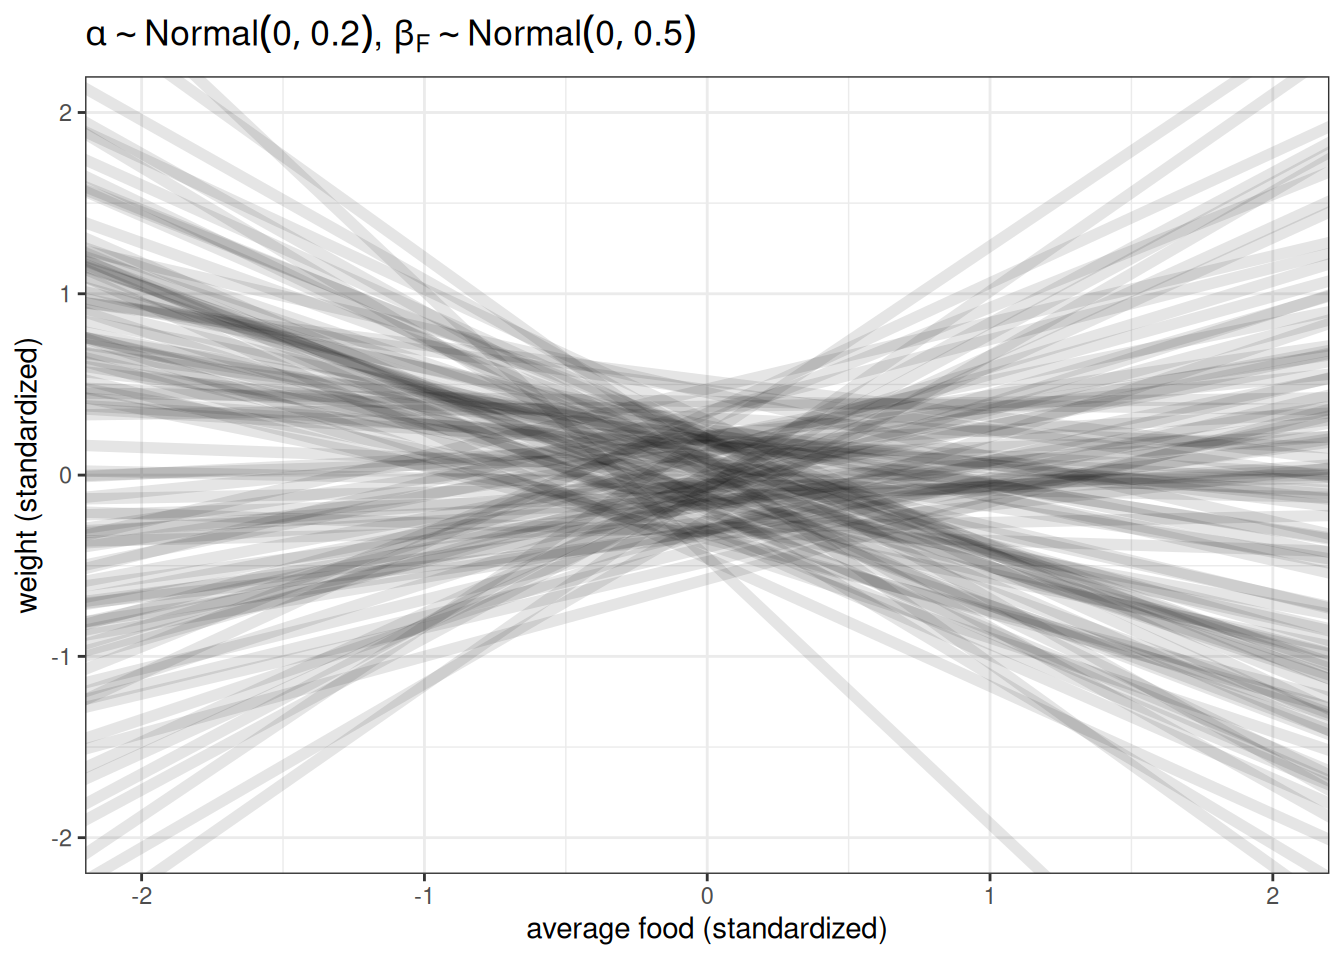 α ~ Normal(0, 0.2), β_F ~ Normal(0, 0.5)
weight (standardized)
2
1
0
-1
-2
-2 -1 0 1 2
average food (standardized)